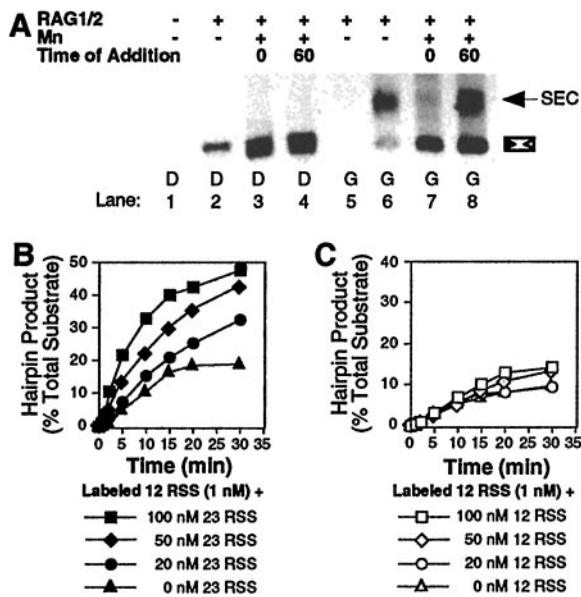 A
RAG1/2 - + + + + + + +
Mn - - + + - - + +
Time of Addition 0 60 0 60
SEC
D D D D G G G G
Lane: 1 2 3 4 5 6 7 8
B
Hairpin Product
(% Total Substrate)
50
40
30
20
10
0
0 5 10 15 20 25 30 35
Time (min)
Labeled 12 RSS (1 nM) +
100 nM 23 RSS
50 nM 23 RSS
20 nM 23 RSS
0 nM 23 RSS
C
Hairpin Product
(% Total Substrate)
40
30
20
10
0
0 5 10 15 20 25 30 35
Time (min)
Labeled 12 RSS (1 nM) +
100 nM 12 RSS
50 nM 12 RSS
20 nM 12 RSS
0 nM 12 RSS